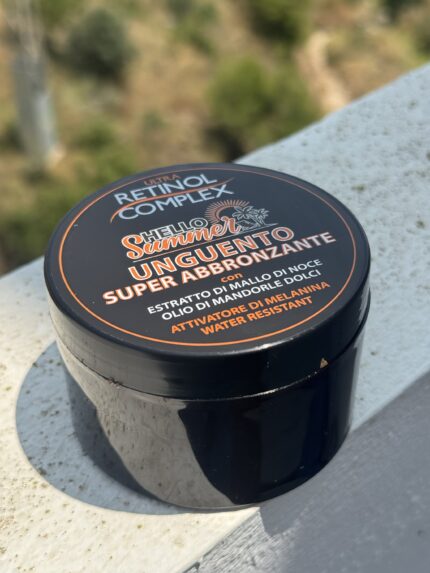 ULTRA
RETINOL
COMPLEX
HELLO
Summer
UNGUENTO
SUPER ABBRONZANTE
con
ESTRATTO DI MALLO DI NOCE
OLIO DI MANDORLE DOLCI
ATTIVATORE DI MELANINA
WATER RESISTANT